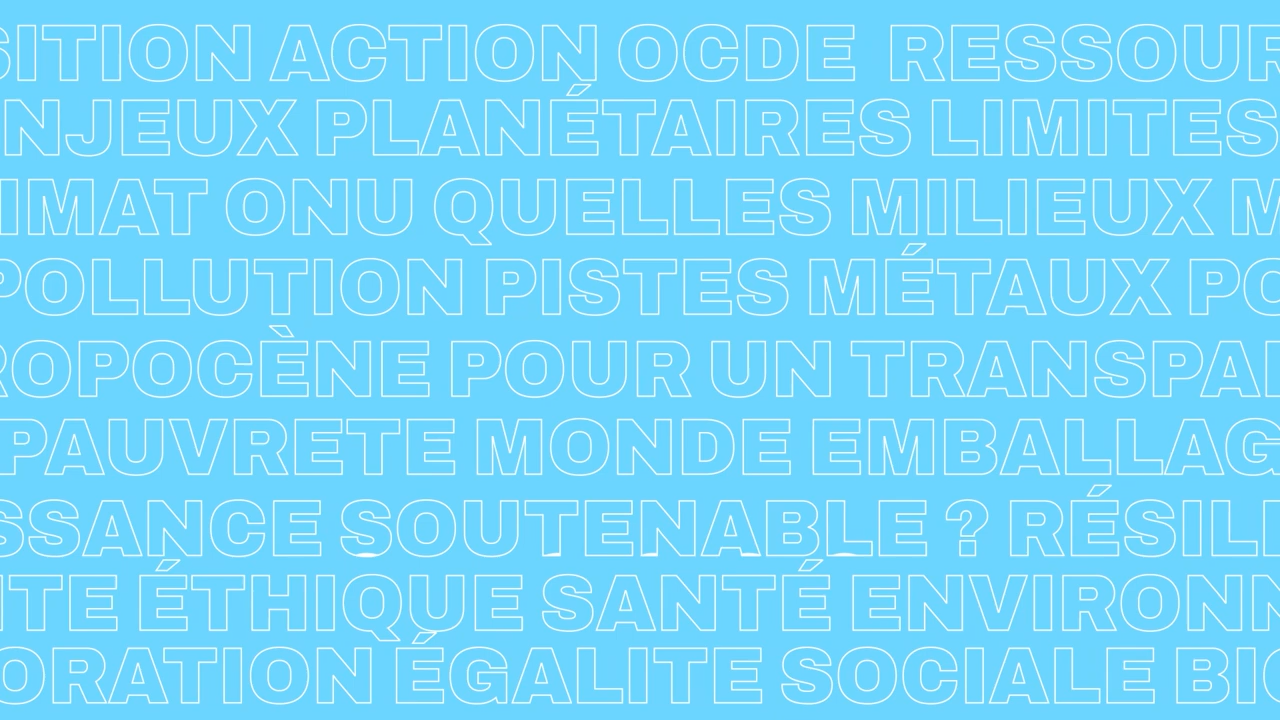 SITION ACTION OCDE RESSOUR
NJEUX PLANÉTAIRES LIMITES
IMAT ONU QUELLES MILIEUX M
POLLUTION PISTES MÉTAUX PO
ROPOCÈNE POUR UN TRANSPA
PAUVRETE MONDE EMBALLAG
SSANCE SOUTENABLE ? RÉSILI
ITE ÉTHIQUE SANTÉ ENVIRONN
ORATION ÉGALITE SOCIALE BIO